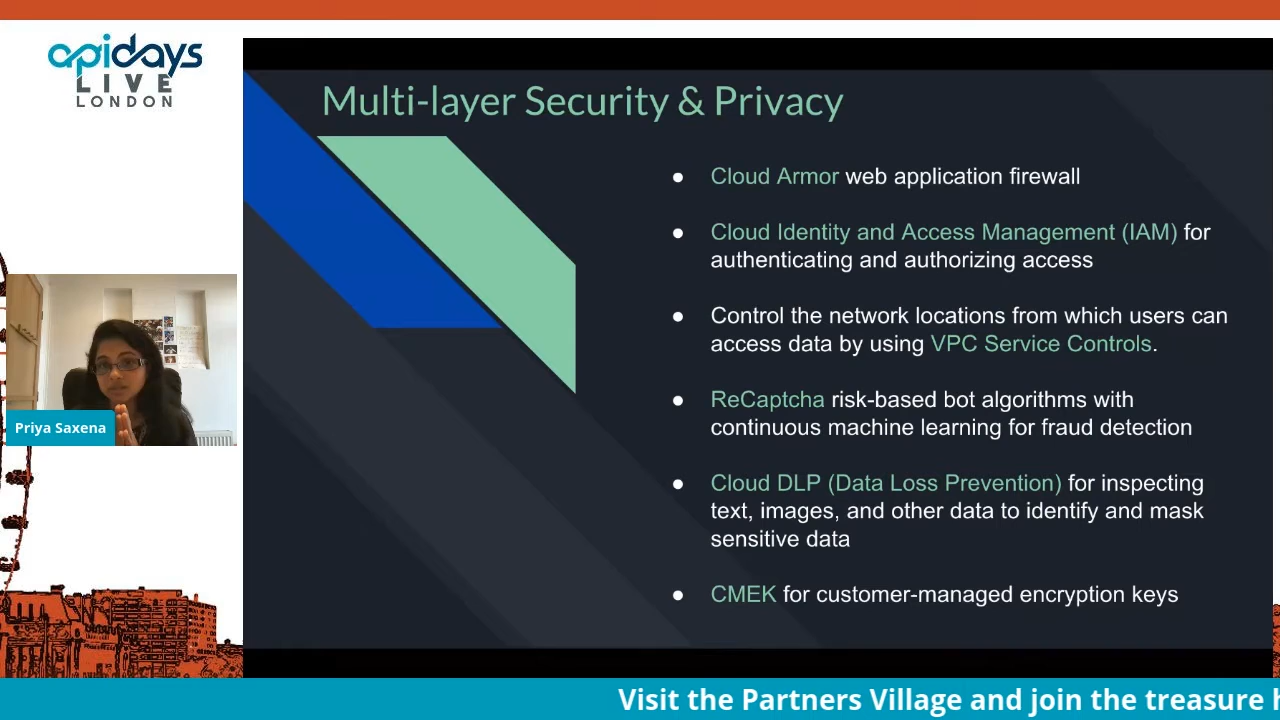 apidays
LIVE
LONDON
Multi-layer Security & Privacy
● Cloud Armor web application firewall
● Cloud Identity and Access Management (IAM) for
authenticating and authorizing access
● Control the network locations from which users can
access data by using VPC Service Controls.
● ReCaptcha risk-based bot algorithms with
continuous machine learning for fraud detection
● Cloud DLP (Data Loss Prevention) for inspecting
text, images, and other data to identify and mask
sensitive data
● CMEK for customer-managed encryption keys
Priya Saxena
Visit the Partners Village and join the treasure